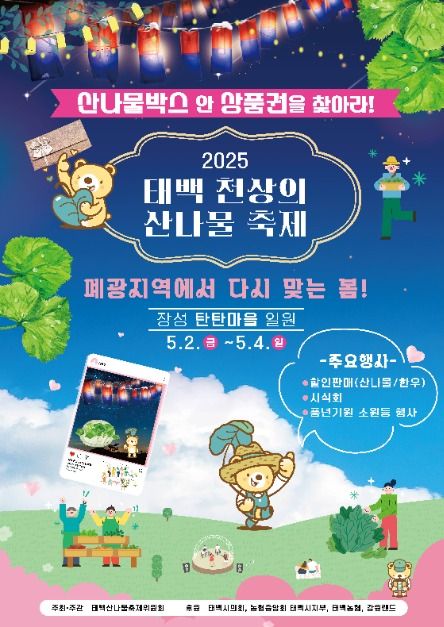 산나물박스 안 상품권을 찾아라!
2025
태백 천상의
산나물 축제
폐광지역에서 다시 맞는 봄!
장성 탄탄마을 일원
5.2. 금 ~5.4. 일
-주요행사-
●할인판매(산나물/한우)
●시식회
●풍년기원 소원등 행사
주최·주관 태백산나물축제위원회 후원 태백시의회, 농협중앙회 태백시지부, 태백농협, 강원랜드